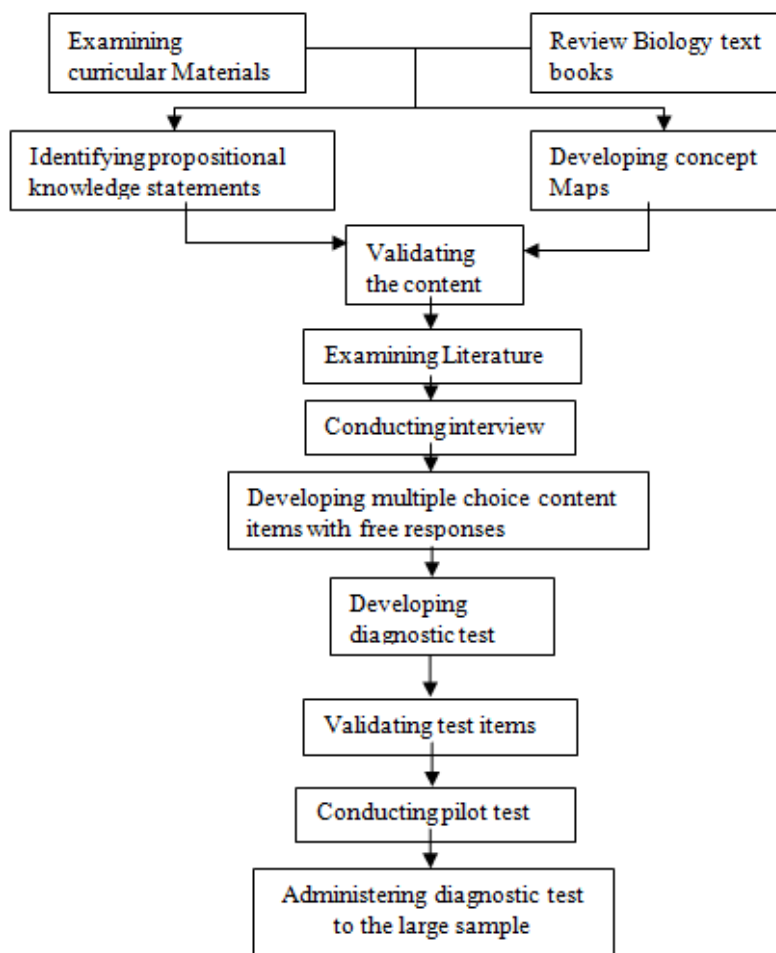 Examining
curricular Materials
Review Biology text
books
Identifying propositional
knowledge statements
Developing concept
Maps
Validating
the content
Examining Literature
Conducting interview
Developing multiple choice content
items with free responses
Developing
diagnostic test
Validating test items
Conducting pilot test
Administering diagnostic test
to the large sample